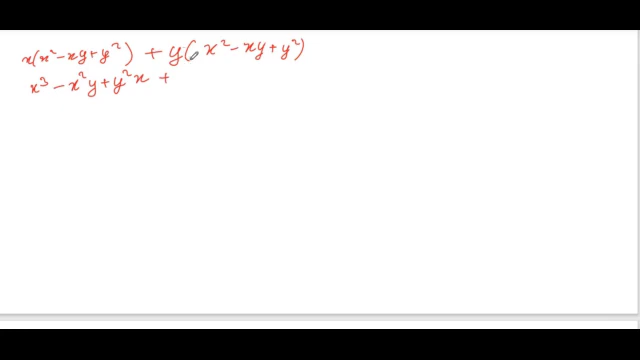 x(x² - xy + y²) + y(x² - xy + y²)
x³ - x²y + y²x +